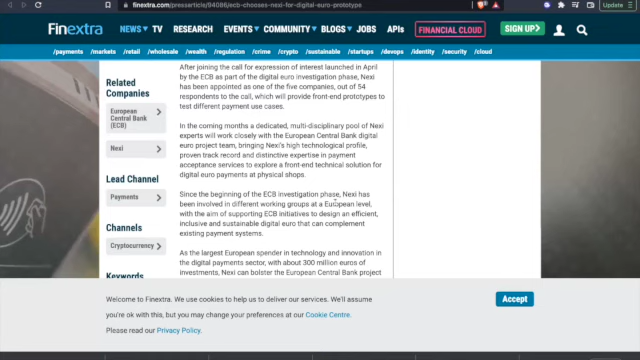 finextra.com/pressarticle/94086/ecb-chooses-nexi-for-digital-euro-prototype
Update
Finextra
NEWS TV RESEARCH EVENTS COMMUNITY BLOGS JOBS APIs FINANCIAL CLOUD SIGN UP
/payments /markets /retail /wholesale /wealth /regulation /crime /crypto /sustainable /startups /devops /identity /security /cloud
Related
Companies
European
Central Bank
(ECB)
Nexi
Lead Channel
Payments
Channels
Cryptocurrency
Keywords
After joining the call for expression of interest launched in April
by the ECB as part of the digital euro investigation phase, Nexi
has been appointed as one of the five companies, out of 54
respondents to the call, which will provide front-end prototypes to
test different payment use cases.
In the coming months a dedicated, multi-disciplinary pool of Nexi
experts will work closely with the European Central Bank digital
euro project team, bringing Nexi's high technological profile,
proven track record and distinctive expertise in payment
acceptance services to explore a front-end technical solution for
digital euro payments at physical shops.
Since the beginning of the ECB investigation phase, Nexi has
been involved in different working groups at a European level,
with the aim of supporting ECB initiatives to design an efficient,
inclusive and sustainable digital euro that can complement
existing payment systems.
As the largest European spender in technology and innovation in
the digital payments sector, with about 300 million euros of
investments, Nexi can bolster the European Central Bank project
Welcome to Finextra. We use cookies to help us to deliver our services. We'll assume
you're ok with this, but you may change your preferences at our Cookie Centre.
Please read our Privacy Policy.
Accept